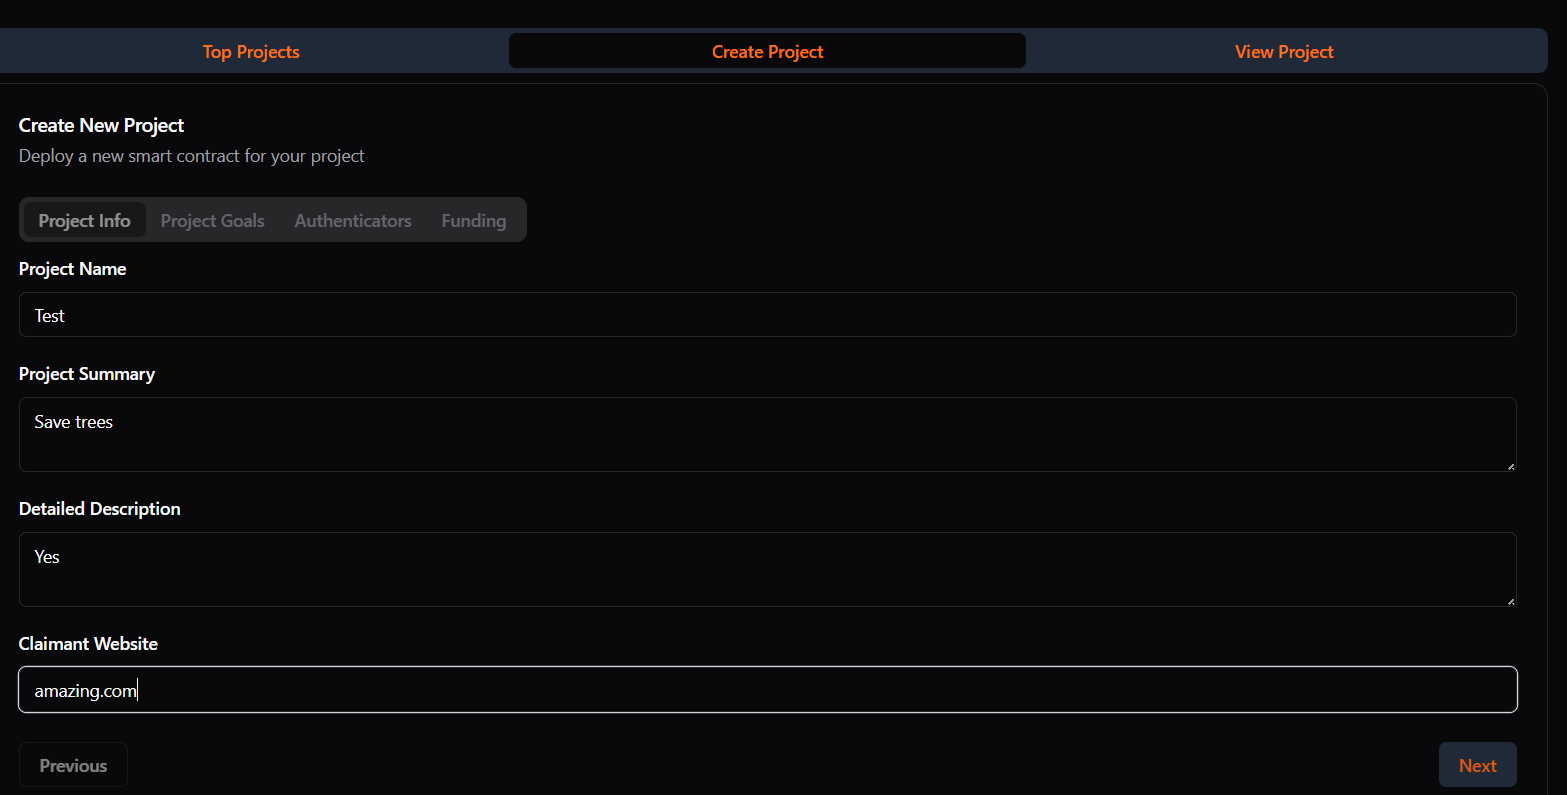 Top Projects Create Project View Project
Create New Project
Deploy a new smart contract for your project
Project Info Project Goals Authenticators Funding
Project Name
Test
Project Summary
Save trees
Detailed Description
Yes
Claimant Website
amazing.com
Previous Next